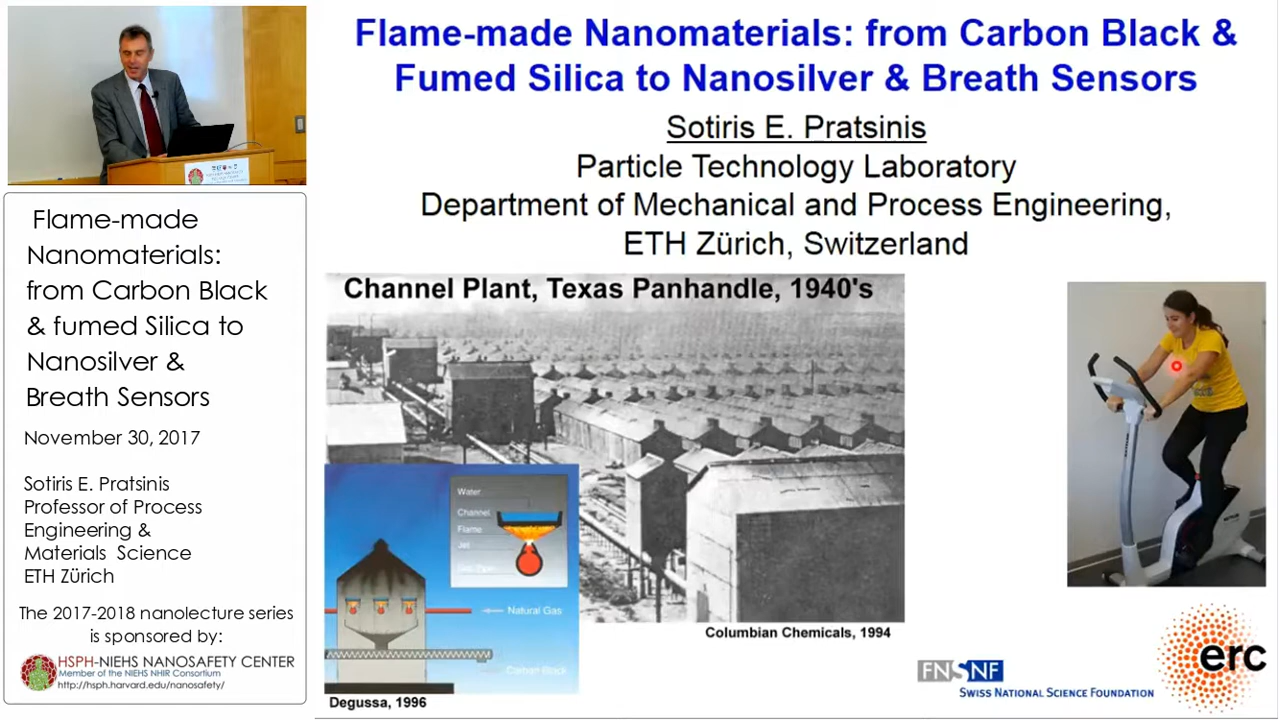 Flame-made Nanomaterials: from Carbon Black &
Fumed Silica to Nanosilver & Breath Sensors
Sotiris E. Pratsinis
Particle Technology Laboratory
Department of Mechanical and Process Engineering,
ETH Zürich, Switzerland
Flame-made
Nanomaterials:
from Carbon Black
& fumed Silica to
Nanosilver &
Breath Sensors
November 30, 2017
Sotiris E. Pratsinis
Professor of Process
Engineering &
Materials Science
ETH Zürich
The 2017-2018 nanolecture series
is sponsored by:
HSPH-NIEHS NANOSAFETY CENTER
Member of the NIEHS NHIR Consortium
http://hsph.harvard.edu/nanosafety/
Channel Plant, Texas Panhandle, 1940's
Water
Channel
Flame
Jet
Natural Gas
Carbon Black
Degussa, 1996
Columbian Chemicals, 1994
FNSNF
SWISS NATIONAL SCIENCE FOUNDATION
erc